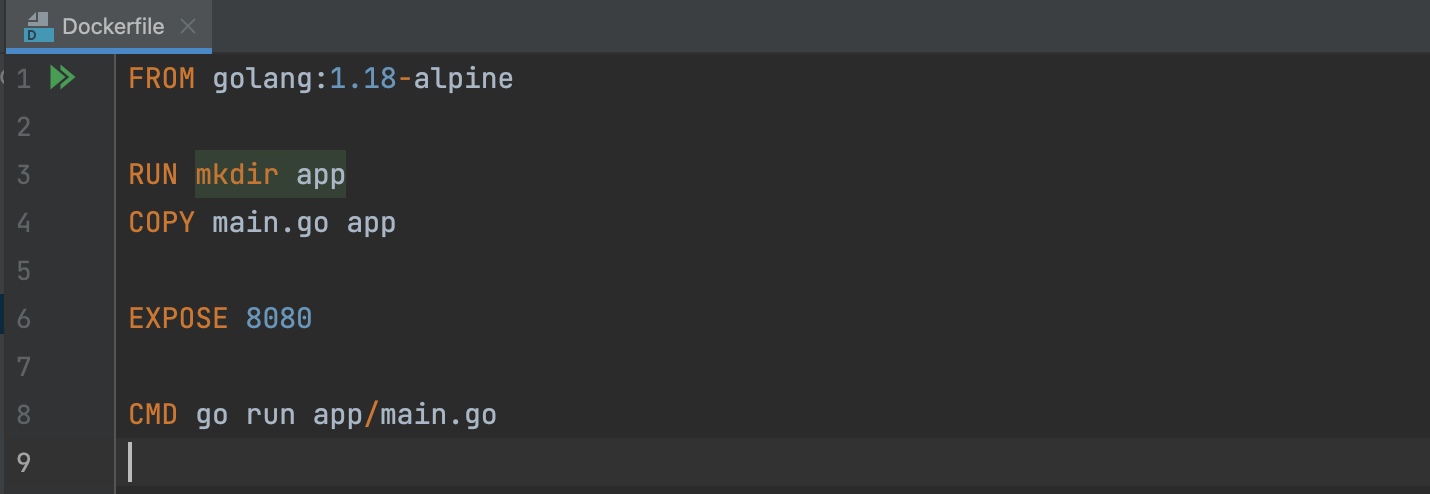 Dockerfile
1 FROM golang:1.18-alpine
2
3 RUN mkdir app
4 COPY main.go app
5
6 EXPOSE 8080
7
8 CMD go run app/main.go
9